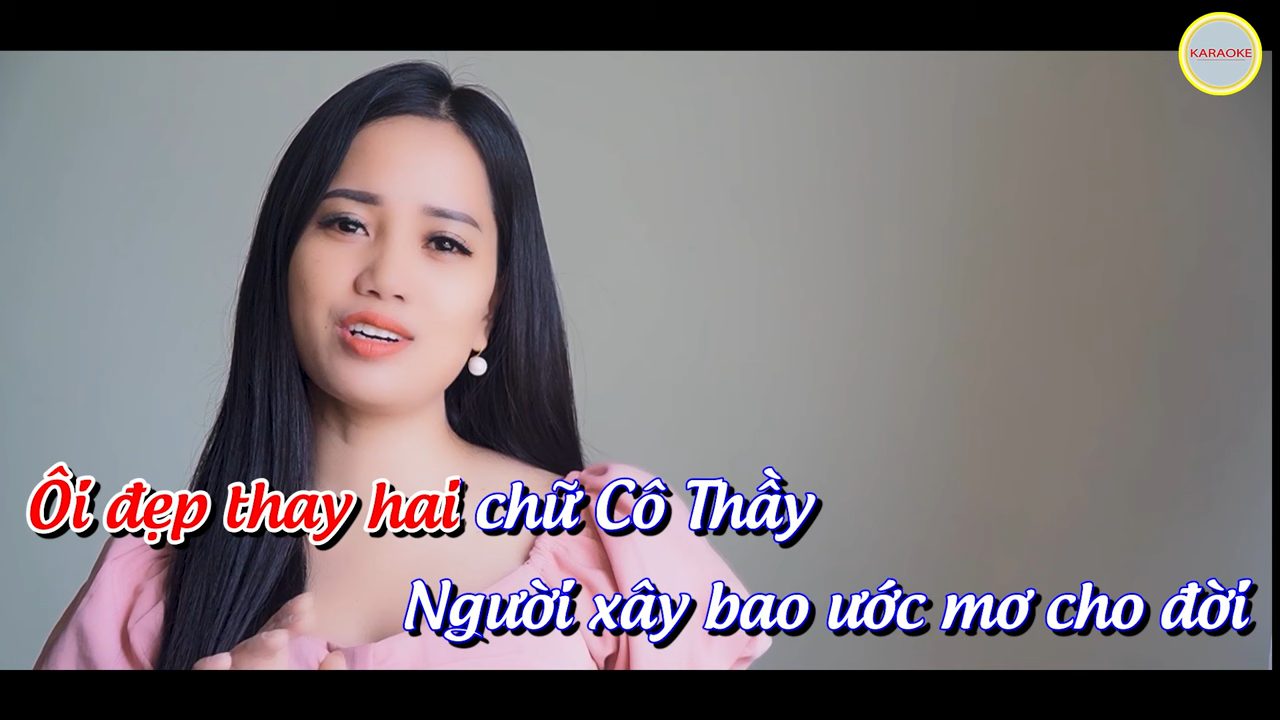 KARAOKE
Ôi đẹp thay hai chữ Cô Thầy
Người xây bao ước mơ cho đời